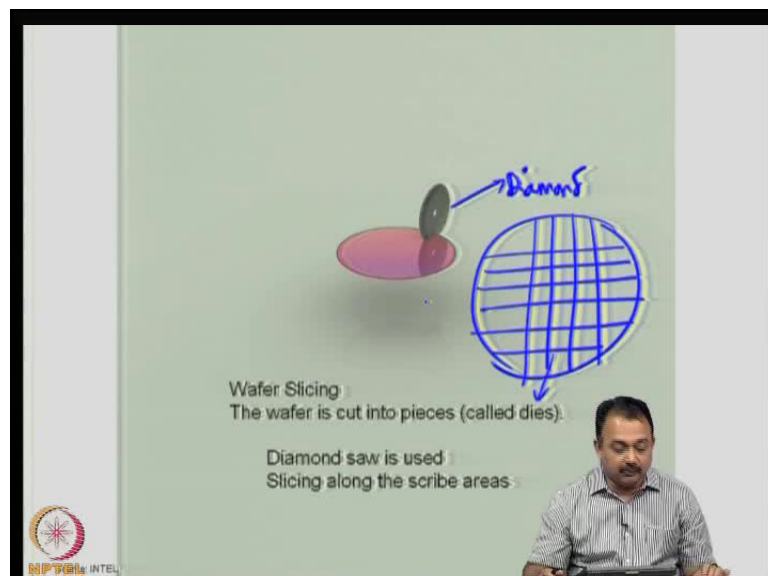 Diamond
Wafer Slicing
The wafer is cut into pieces (called dies).
Diamond saw is used
Slicing along the scribe areas
NPTEL
INTEL